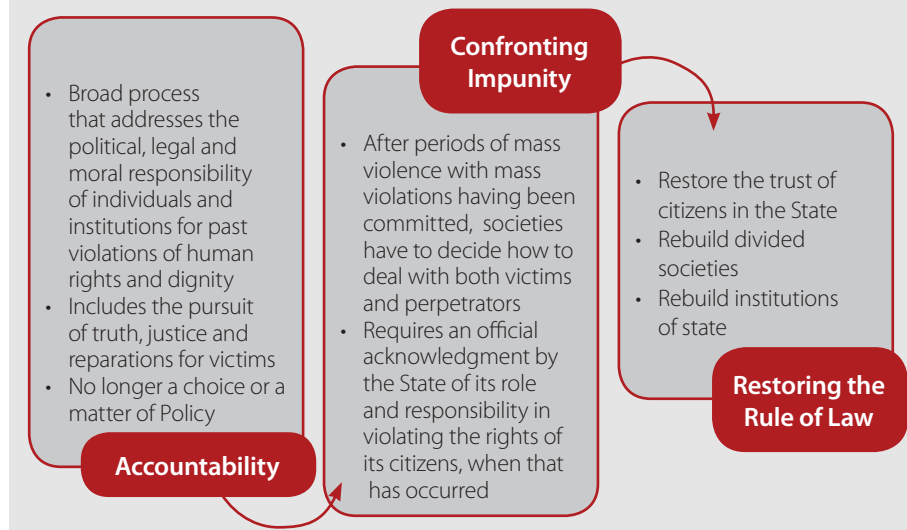 • Broad process
that addresses the
political, legal and
moral responsibility
of individuals and
institutions for past
violations of human
rights and dignity
• Includes the pursuit
of truth, justice and
reparations for victims
• No longer a choice or a
matter of Policy
Accountability
Confronting
Impunity
• After periods of mass
violence with mass
violations having been
committed, societies
have to decide how to
deal with both victims
and perpetrators
• Requires an official
acknowledgment by
the State of its role
and responsibility in
violating the rights of
its citizens, when that
has occurred
• Restore the trust of
citizens in the State
• Rebuild divided
societies
• Rebuild institutions
of state
Restoring the
Rule of Law